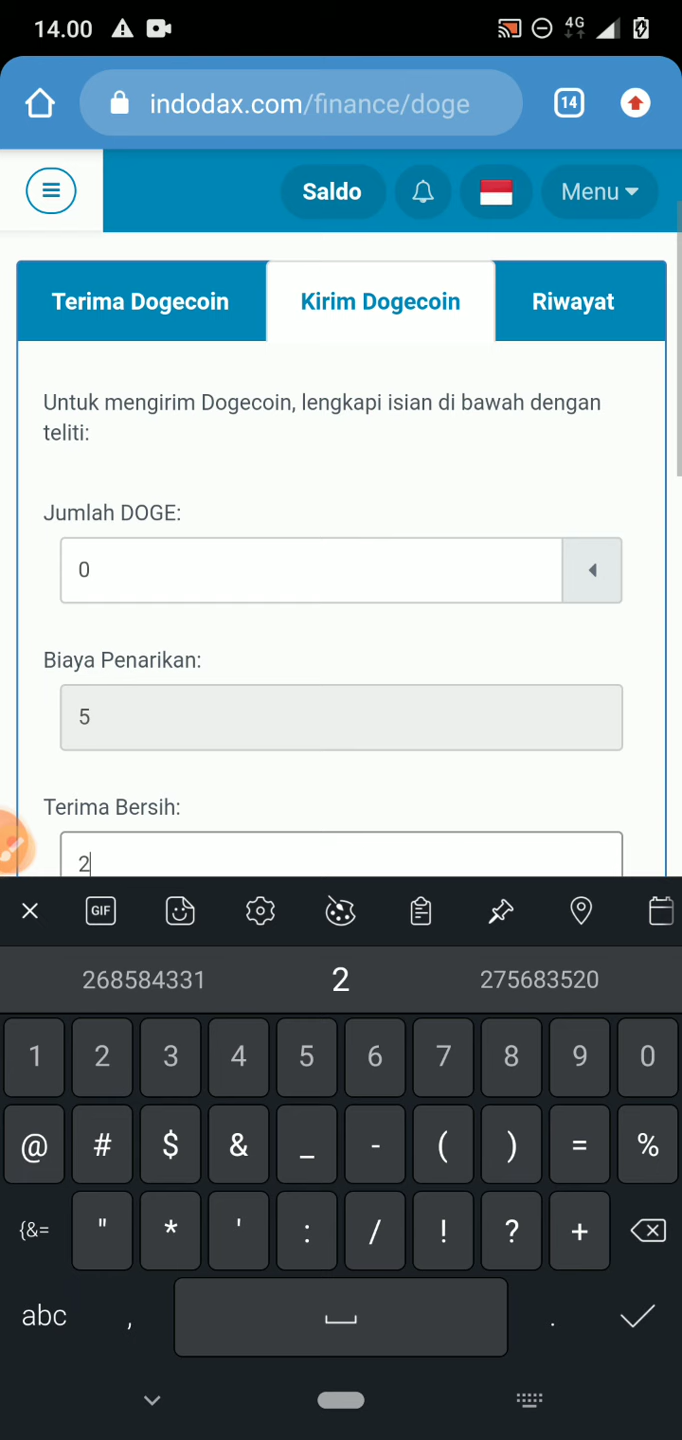 14.00
4G
indodax.com/finance/doge
14
Saldo
Menu
Terima Dogecoin
Kirim Dogecoin
Riwayat
Untuk mengirim Dogecoin, lengkapi isian di bawah dengan
teliti:
Jumlah DOGE:
0
Biaya Penarikan:
5
Terima Bersih:
2
GIF
268584331 2 275683520
1 2 3 4 5 6 7 8 9 0
@ # $ & _ - ( ) = %
{&= " * ' : / ! ? +
abc , .